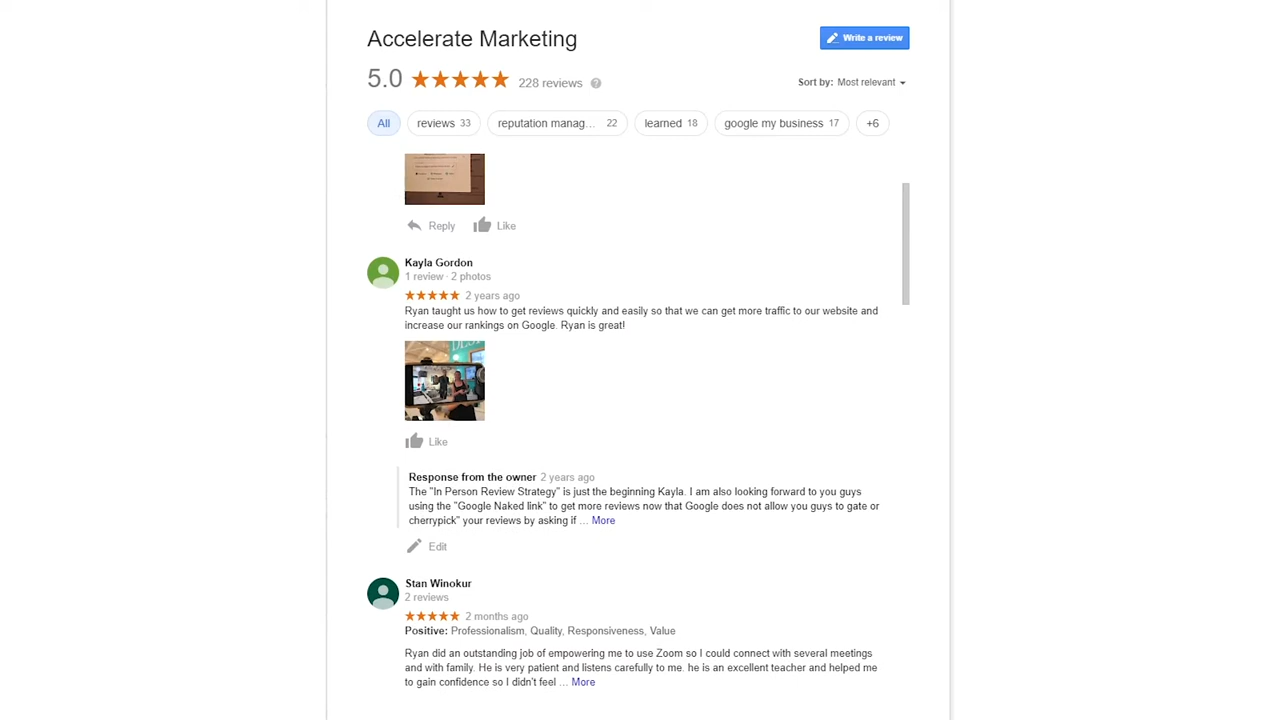 Accelerate Marketing
Write a review
5.0
228 reviews
Sort by: Most relevant
All
reviews 33
reputation manag... 22
learned 18
google my business 17
+6
Reply
Like
Kayla Gordon
1 review · 2 photos
2 years ago
Ryan taught us how to get reviews quickly and easily so that we can get more traffic to our website and
increase our rankings on Google. Ryan is great!
Like
Response from the owner 2 years ago
The "In Person Review Strategy" is just the beginning Kayla. I am also looking forward to you guys
using the "Google Naked link" to get more reviews now that Google does not allow you guys to gate or
cherrypick" your reviews by asking if ... More
Edit
Stan Winokur
2 reviews
2 months ago
Positive: Professionalism, Quality, Responsiveness, Value
Ryan did an outstanding job of empowering me to use Zoom so I could connect with several meetings
and with family. He is very patient and listens carefully to me. he is an excellent teacher and helped me
to gain confidence so I didn't feel ... More